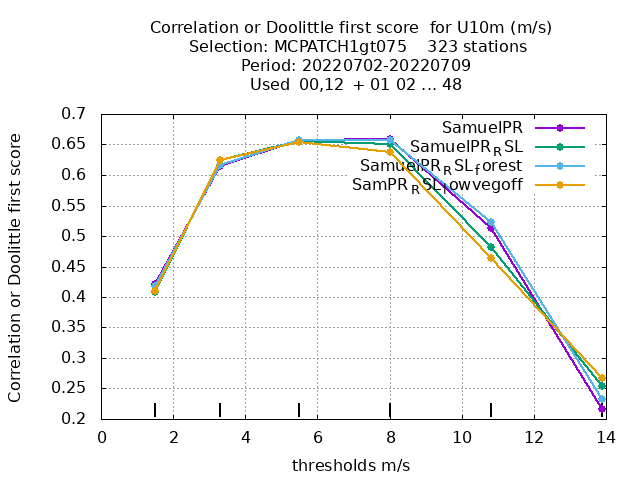 Correlation or Doolittle first score  for U10m (m/s)
Selection: MCPATCH1gt075    323 stations
Period: 20220702-20220709
Used  00,12  + 01 02 ... 48
Correlation or Doolittle first score
0.7
0.65
0.6
0.55
0.5
0.45
0.4
0.35
0.3
0.25
0.2
SamuelPR
SamuelPR_RSL
SamuelPR_RSL_forest
SamPR_RSL_lowvegoff
0 2 4 6 8 10 12 14
thresholds m/s